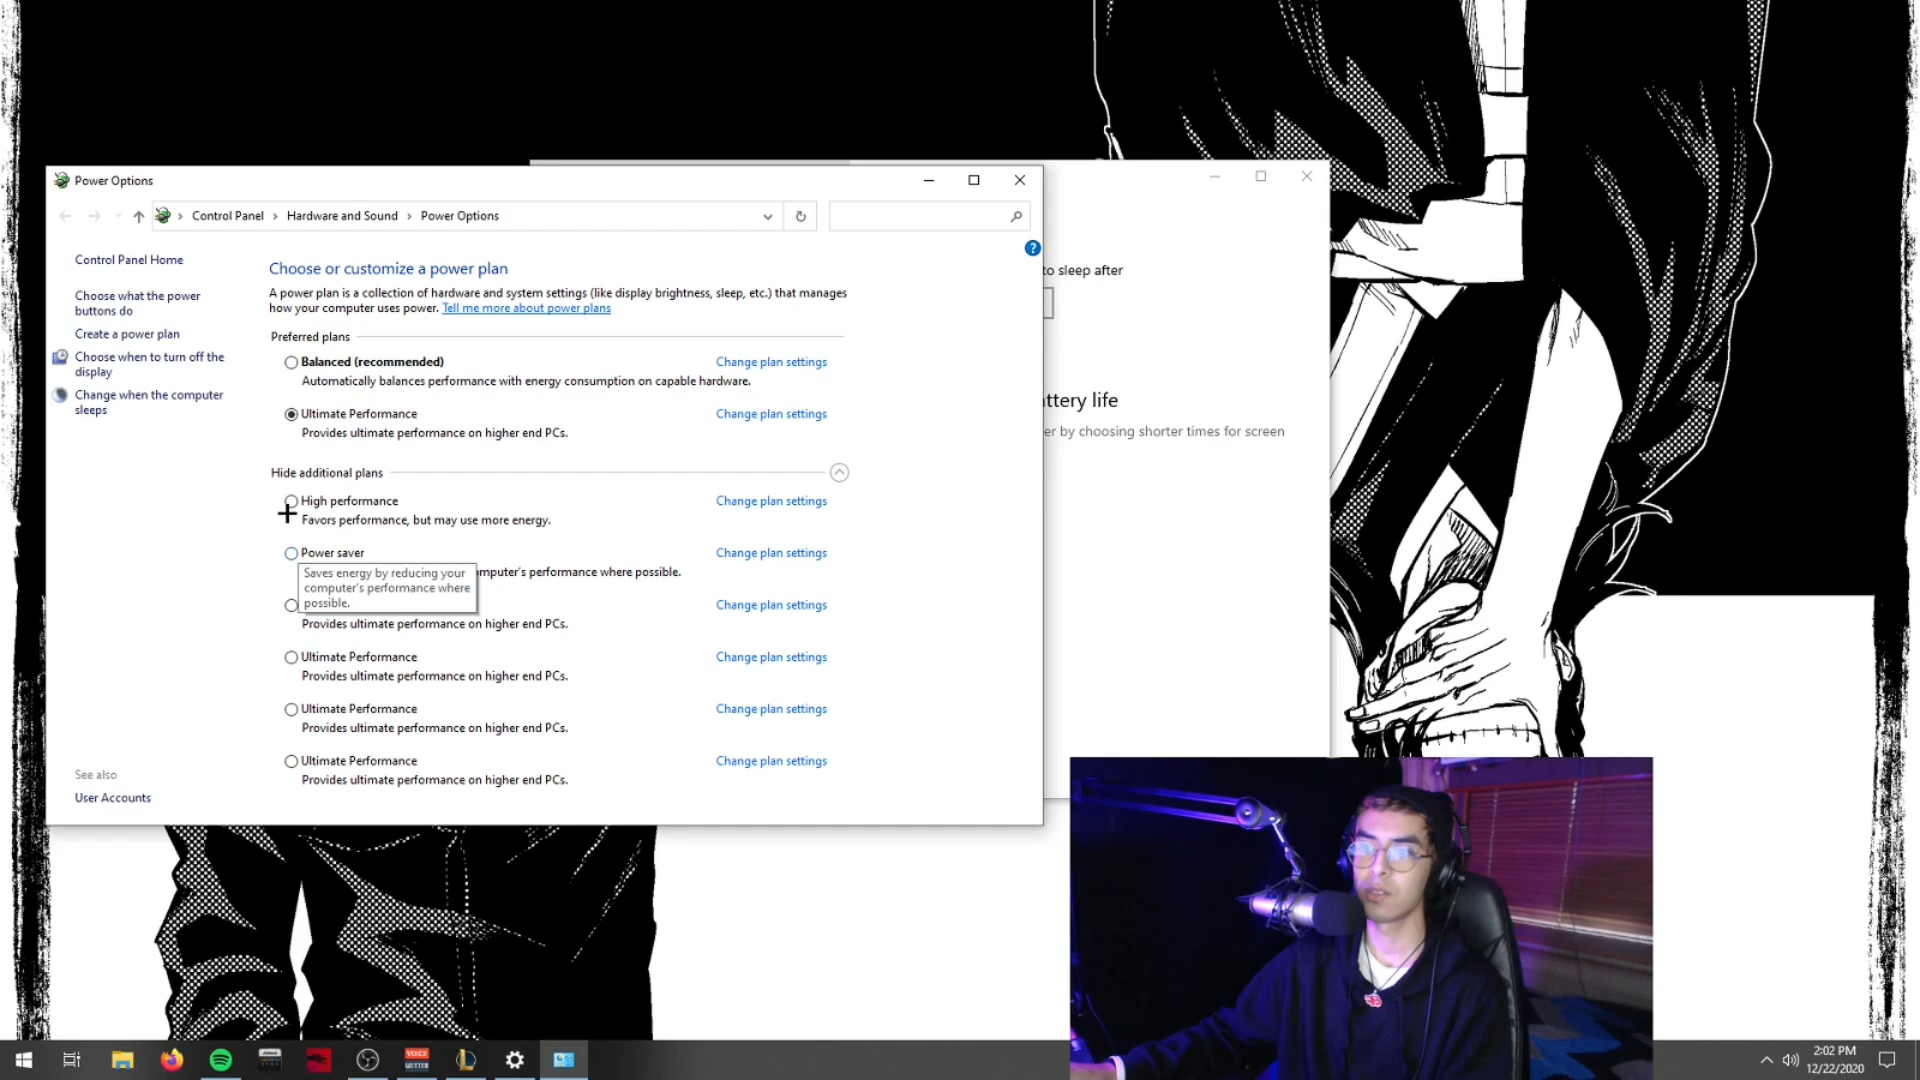 Power Options
Control Panel > Hardware and Sound > Power Options
to sleep after
Control Panel Home
Choose what the power
buttons do
Create a power plan
Choose when to turn off the
display
Change when the computer
sleeps
Choose or customize a power plan
A power plan is a collection of hardware and system settings (like display brightness, sleep, etc.) that manages
how your computer uses power. Tell me more about power plans
Preferred plans
Balanced (recommended) Change plan settings
Automatically balances performance with energy consumption on capable hardware.
Ultimate Performance Change plan settings
Provides ultimate performance on higher end PCs.
ttery life
er by choosing shorter times for screen
Hide additional plans
High performance Change plan settings
Favors performance, but may use more energy.
Power saver Change plan settings
omputer's performance where possible.
Saves energy by reducing your
computer's performance where
possible.
Change plan settings
Provides ultimate performance on higher end PCs.
Ultimate Performance Change plan settings
Provides ultimate performance on higher end PCs.
Ultimate Performance Change plan settings
Provides ultimate performance on higher end PCs.
Ultimate Performance Change plan settings
Provides ultimate performance on higher end PCs.
See also
User Accounts
VOICE
MEETER
2:02 PM
12/22/2020